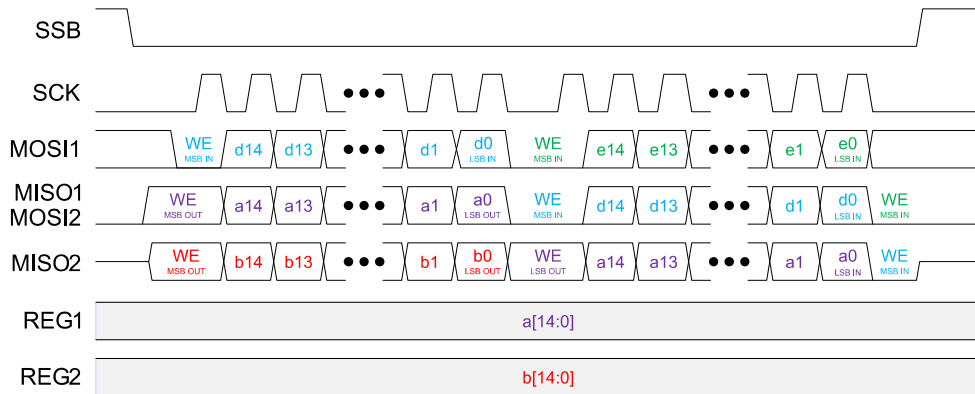 SSB
SCK
●●● ●●●
MOSI1 WE d14 d13 ●●● d1 d0 WE e14 e13 ●●● e1 e0
MSB IN LSB IN MSB IN LSB IN
MISO1 WE a14 a13 ●●● a1 a0 WE d14 d13 ●●● d1 d0 WE
MOSI2 MSB OUT LSB OUT MSB IN LSB IN MSB IN
MISO2 WE b14 b13 ●●● b1 b0 WE a14 a13 ●●● a1 a0 WE
MSB OUT LSB OUT LSB OUT LSB IN MSB IN
REG1 a[14:0]
REG2 b[14:0]